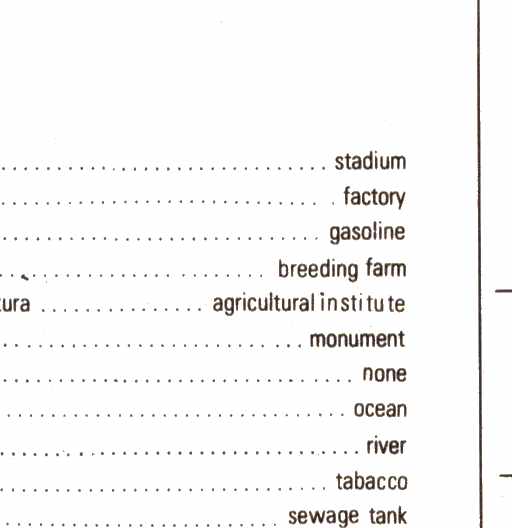 stadium
factory
gasoline
breeding farm
tura ............... agricultural institute
monument
none
ocean
river
tabacco
sewage tank